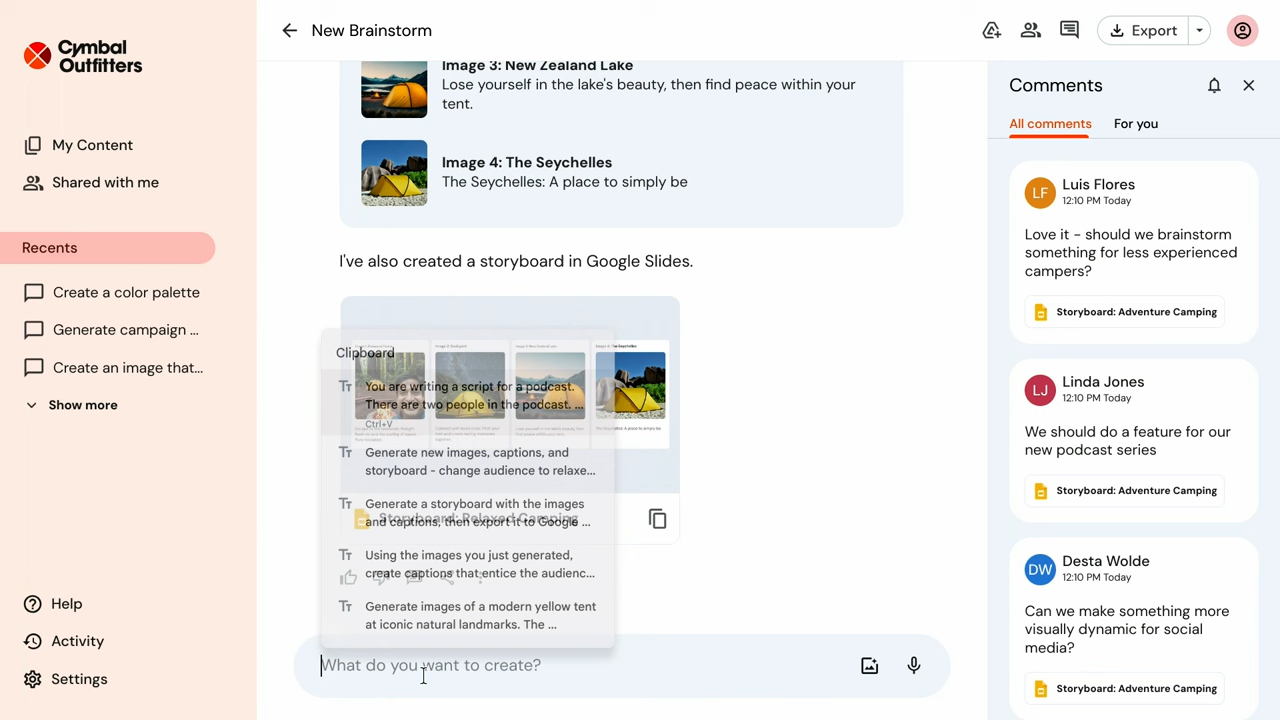 Cymbal
Outfitters
My Content
Shared with me
Recents
Create a color palette
Generate campaign ...
Create an image that...
Show more
Help
Activity
Settings
New Brainstorm
Export
Image 3: New Zealand Lake
Lose yourself in the lake's beauty, then find peace within your
tent.
Image 4: The Seychelles
The Seychelles: A place to simply be
I've also created a storyboard in Google Slides.
Clipboard
You are writing a script for a podcast.
There are two people in the podcast. ...
Ctrl+V
Generate new images, captions, and
storyboard - change audience to relaxe...
Generate a storyboard with the images
and captions, then export it to Google ...
Storyboard: Relaxed Camping
Using the images you just generated,
create captions that entice the audienc...
Generate images of a modern yellow tent
at iconic natural landmarks. The ...
What do you want to create?
Comments
All comments
For you
LF
Luis Flores
12:10 PM Today
Love it - should we brainstorm
something for less experienced
campers?
Storyboard: Adventure Camping
LJ
Linda Jones
12:10 PM Today
We should do a feature for our
new podcast series
Storyboard: Adventure Camping
DW
Desta Wolde
12:10 PM Today
Can we make something more
visually dynamic for social
media?
Storyboard: Adventure Camping